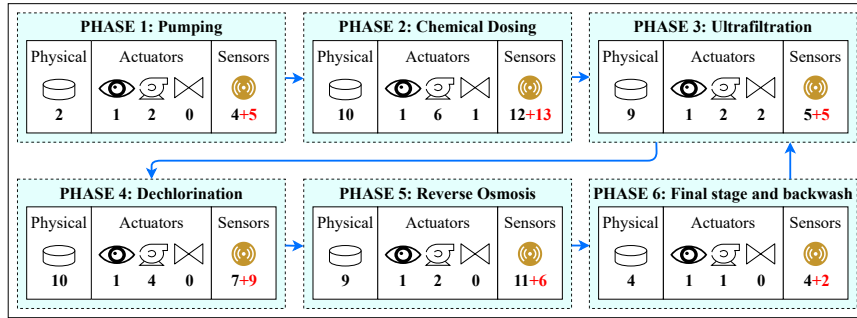 PHASE 1: Pumping
Physical Actuators Sensors
2 1 2 0 4+5
PHASE 2: Chemical Dosing
Physical Actuators Sensors
10 1 6 1 12+13
PHASE 3: Ultrafiltration
Physical Actuators Sensors
9 1 2 2 5+5
PHASE 4: Dechlorination
Physical Actuators Sensors
10 1 4 0 7+9
PHASE 5: Reverse Osmosis
Physical Actuators Sensors
9 1 2 0 11+6
PHASE 6: Final stage and backwash
Physical Actuators Sensors
4 1 1 0 4+2